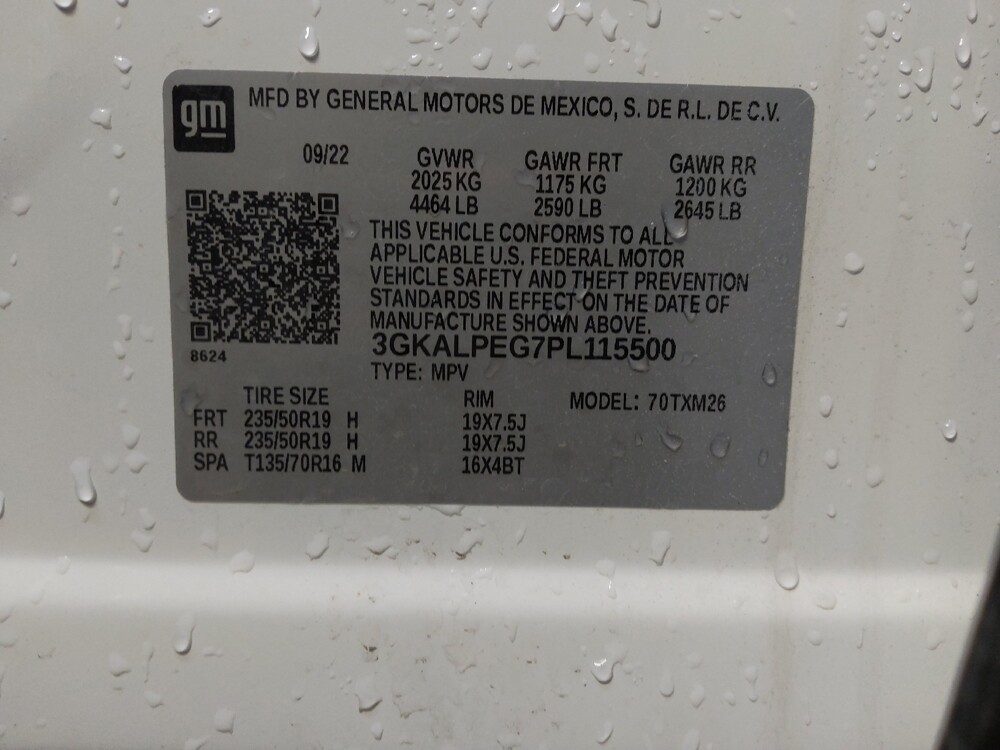 gm MFD BY GENERAL MOTORS DE MEXICO, S. DE R.L. DE C.V.
09/22 GVWR GAWR FRT GAWR RR
2025 KG 1175 KG 1200 KG
4464 LB 2590 LB 2645 LB
THIS VEHICLE CONFORMS TO ALL
APPLICABLE U.S. FEDERAL MOTOR
VEHICLE SAFETY AND THEFT PREVENTION
STANDARDS IN EFFECT ON THE DATE OF
MANUFACTURE SHOWN ABOVE.
8624 3GKALPEG7PL115500
TYPE: MPV
TIRE SIZE RIM MODEL: 70TXM26
FRT 235/50R19 H 19X7.5J
RR 235/50R19 H 19X7.5J
SPA T135/70R16 M 16X4BT